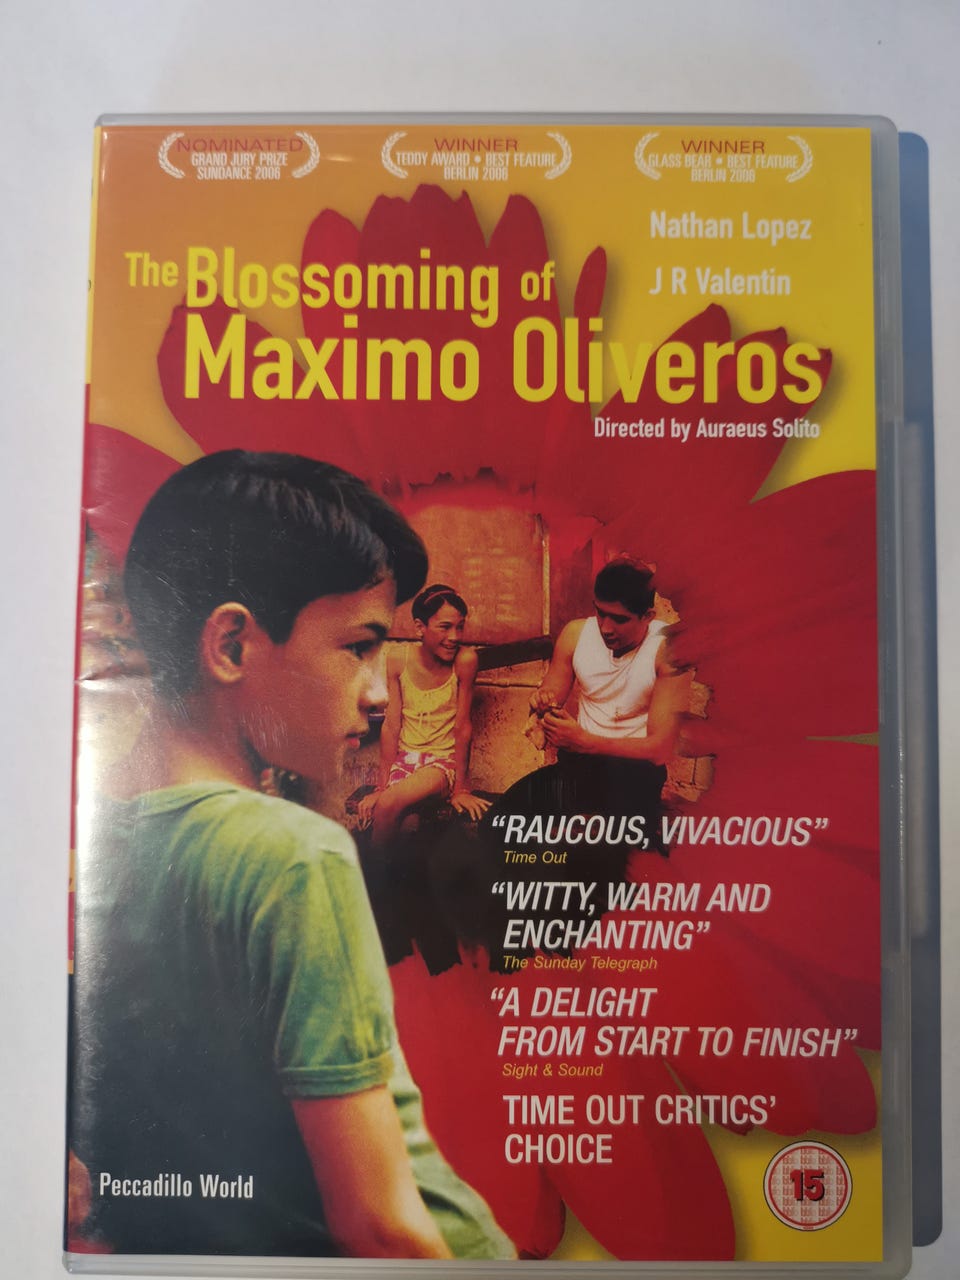 NOMINATED
GRAND JURY PRIZE
SUNDANCE 2006
WINNER
TEDDY AWARD • BEST FEATURE
BERLIN 2006
WINNER
GLASS BEAR • BEST FEATURE
BERLIN 2006
Nathan Lopez
J R Valentin
The Blossoming of
Maximo Oliveros
Directed by Auraeus Solito
“RAUCOUS, VIVACIOUS”
Time Out
“WITTY, WARM AND
ENCHANTING”
The Sunday Telegraph
“A DELIGHT
FROM START TO FINISH”
Sight & Sound
TIME OUT CRITICS’
CHOICE
Peccadillo World
15